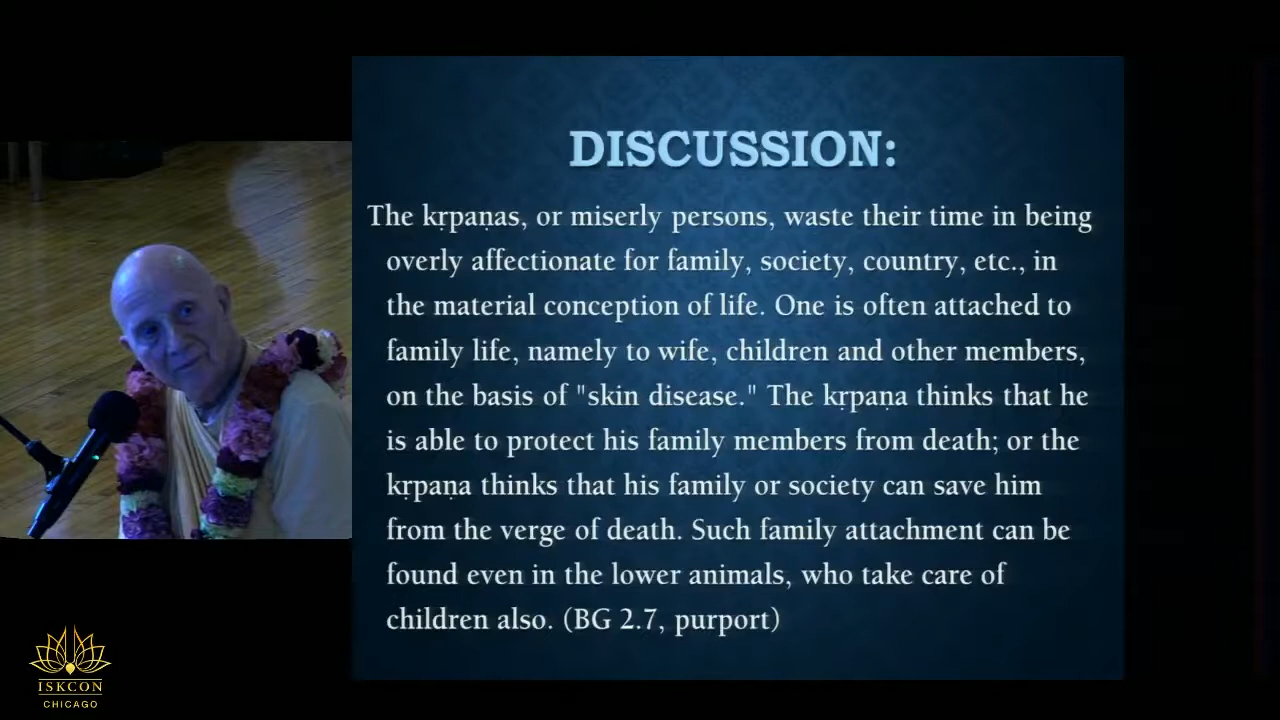 DISCUSSION:
The kṛpaṇas, or miserly persons, waste their time in being
overly affectionate for family, society, country, etc., in
the material conception of life. One is often attached to
family life, namely to wife, children and other members,
on the basis of "skin disease." The kṛpaṇa thinks that he
is able to protect his family members from death; or the
kṛpaṇa thinks that his family or society can save him
from the verge of death. Such family attachment can be
found even in the lower animals, who take care of
children also. (BG 2.7, purport)
ISKCON
CHICAGO